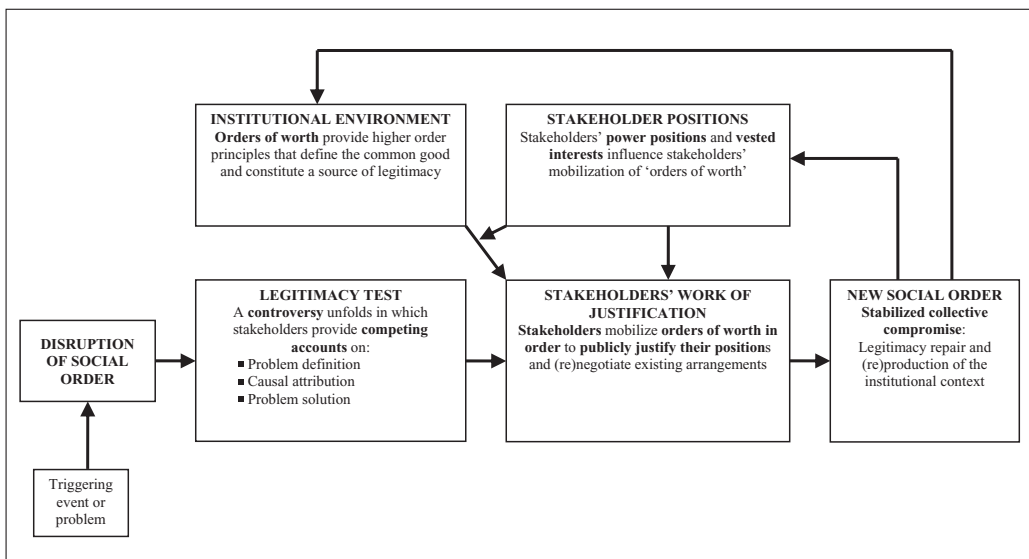 INSTITUTIONAL ENVIRONMENT
Orders of worth provide higher order
principles that define the common good
and constitute a source of legitimacy
STAKEHOLDER POSITIONS
Stakeholders’ power positions and vested
interests influence stakeholders’
mobilization of ‘orders of worth’
DISRUPTION
OF SOCIAL
ORDER
Triggering
event or
problem
LEGITIMACY TEST
A controversy unfolds in which
stakeholders provide competing
accounts on:
▪ Problem definition
▪ Causal attribution
▪ Problem solution
STAKEHOLDERS’ WORK OF
JUSTIFICATION
Stakeholders mobilize orders of worth in
order to publicly justify their positions
and (re)negotiate existing arrangements
NEW SOCIAL ORDER
Stabilized collective
compromise:
Legitimacy repair and
(re)production of the
institutional context